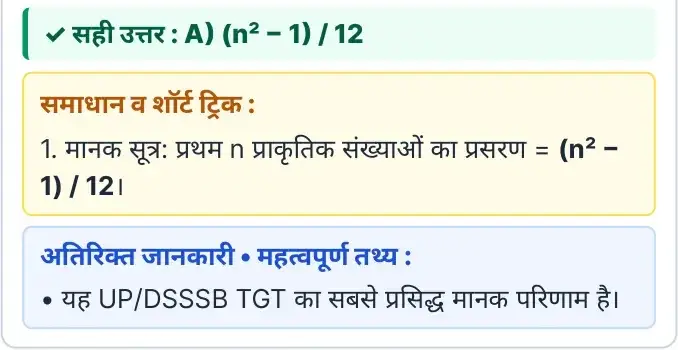 ✓ सही उत्तर : A) (n² − 1) / 12
समाधान व शॉर्ट ट्रिक :
1. मानक सूत्र: प्रथम n प्राकृतिक संख्याओं का प्रसरण = (n² −
1) / 12।
अतिरिक्त जानकारी • महत्वपूर्ण तथ्य :
• यह UP/DSSSB TGT का सबसे प्रसिद्ध मानक परिणाम है।